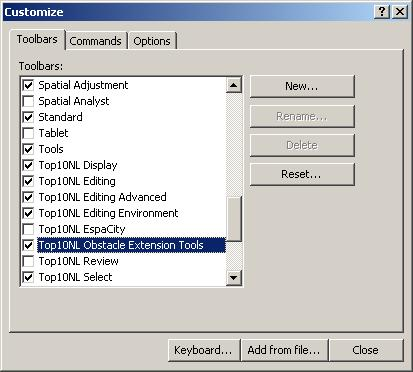 Customize
Toolbars Commands Options
Toolbars:
Spatial Adjustment
Spatial Analyst
Standard
Tablet
Tools
Top10NL Display
Top10NL Editing
Top10NL Editing Advanced
Top10NL Editing Environment
Top10NL EspaCity
Top10NL Obstacle Extension Tools
Top10NL Review
Top10NL Select
New...
Rename...
Delete
Reset...
Keyboard... Add from file... Close